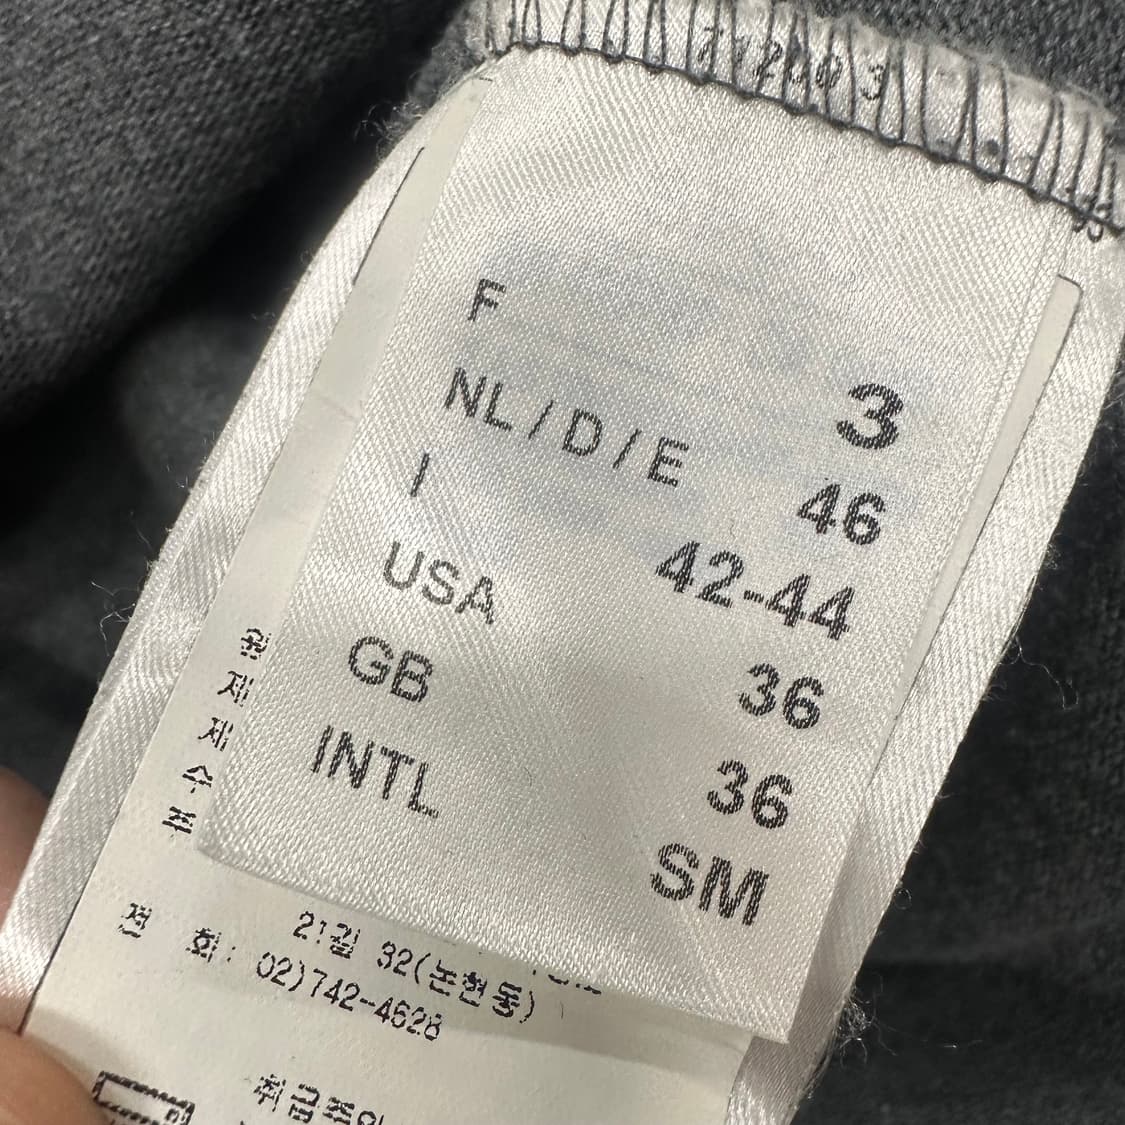 F 3
NL/D/E 46
I 42-44
USA 36
GB 36
INTL SM
원
제
제
수
21길 32(논현동)
전 화: 02)742-4628